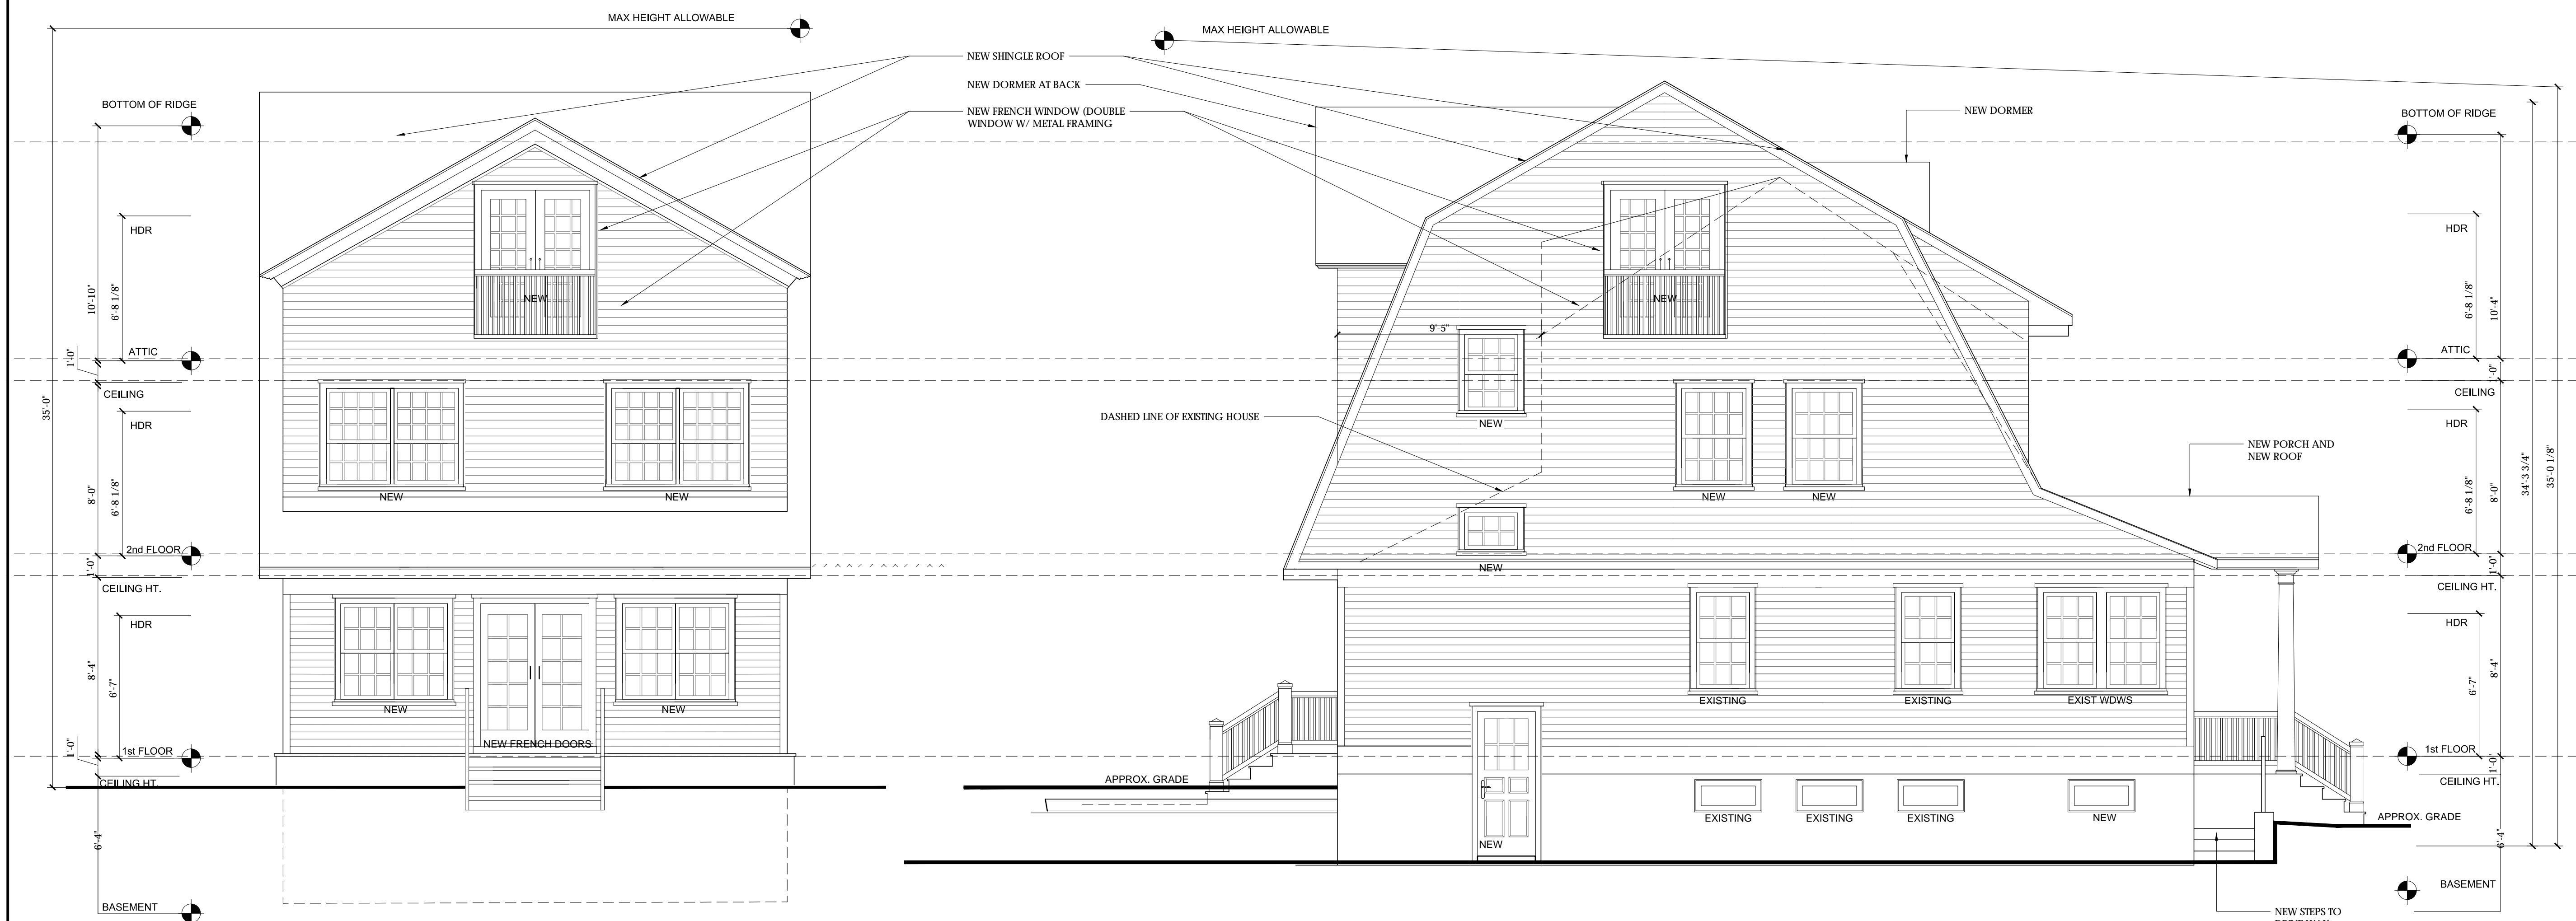 MAX HEIGHT ALLOWABLE
MAX HEIGHT ALLOWABLE
NEW SHINGLE ROOF
NEW DORMER AT BACK
NEW FRENCH WINDOW (DOUBLE
WINDOW W/ METAL FRAMING
NEW DORMER
BOTTOM OF RIDGE
HDR
10'-10"
6'-8 1/8"
ATTIC
1'-0"
CEILING
HDR
35'-0"
8'-0"
6'-8 1/8"
2nd FLOOR
1'-0"
CEILING HT.
HDR
8'-4"
6'-7"
1st FLOOR
1'-0"
CEILING HT.
6'-4"
BASEMENT
NEW
NEW
NEW
NEW
NEW
NEW FRENCH DOORS
DASHED LINE OF EXISTING HOUSE
9'-5"
NEW
NEW
NEW
NEW
NEW
EXISTING
EXISTING
EXIST WDWS
APPROX. GRADE
NEW
EXISTING
EXISTING
EXISTING
NEW
NEW PORCH AND
NEW ROOF
APPROX. GRADE
NEW STEPS TO
BOTTOM OF RIDGE
HDR
6'-8 1/8"
10'-4"
ATTIC
1'-0"
CEILING
HDR
6'-8 1/8"
8'-0"
34'-3 3/4"
35'-0 1/8"
2nd FLOOR
1'-0"
CEILING HT.
HDR
6'-7"
8'-4"
1st FLOOR
1'-0"
CEILING HT.
6'-4"
BASEMENT